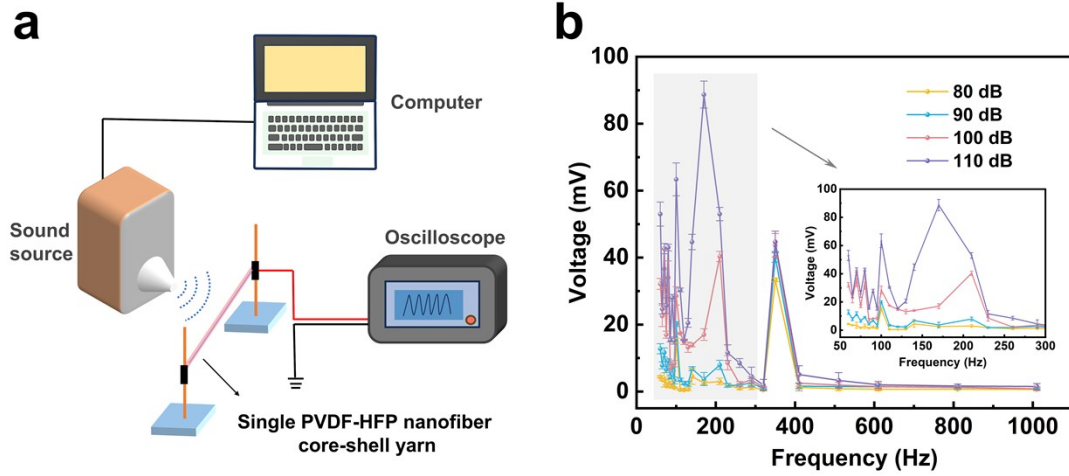 a
Computer
Sound
source
Oscilloscope
Single PVDF-HFP nanofiber
core-shell yarn
b
100
80
60
40
20
0
Voltage (mV)
0 200 400 600 800 1000
Frequency (Hz)
80 dB
90 dB
100 dB
110 dB
100
80
60
40
20
0
Voltage (mV)
50 100 150 200 250 300
Frequency (Hz)